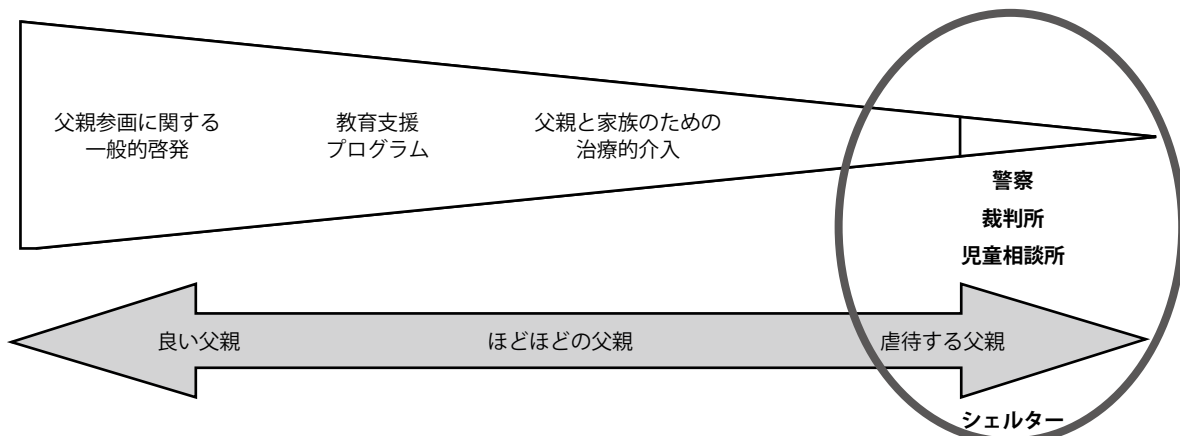 父親参画に関する
一般的啓発
教育支援
プログラム
父親と家族のための
治療的介入
警察
裁判所
児童相談所
良い父親
ほどほどの父親
虐待する父親
シェルター